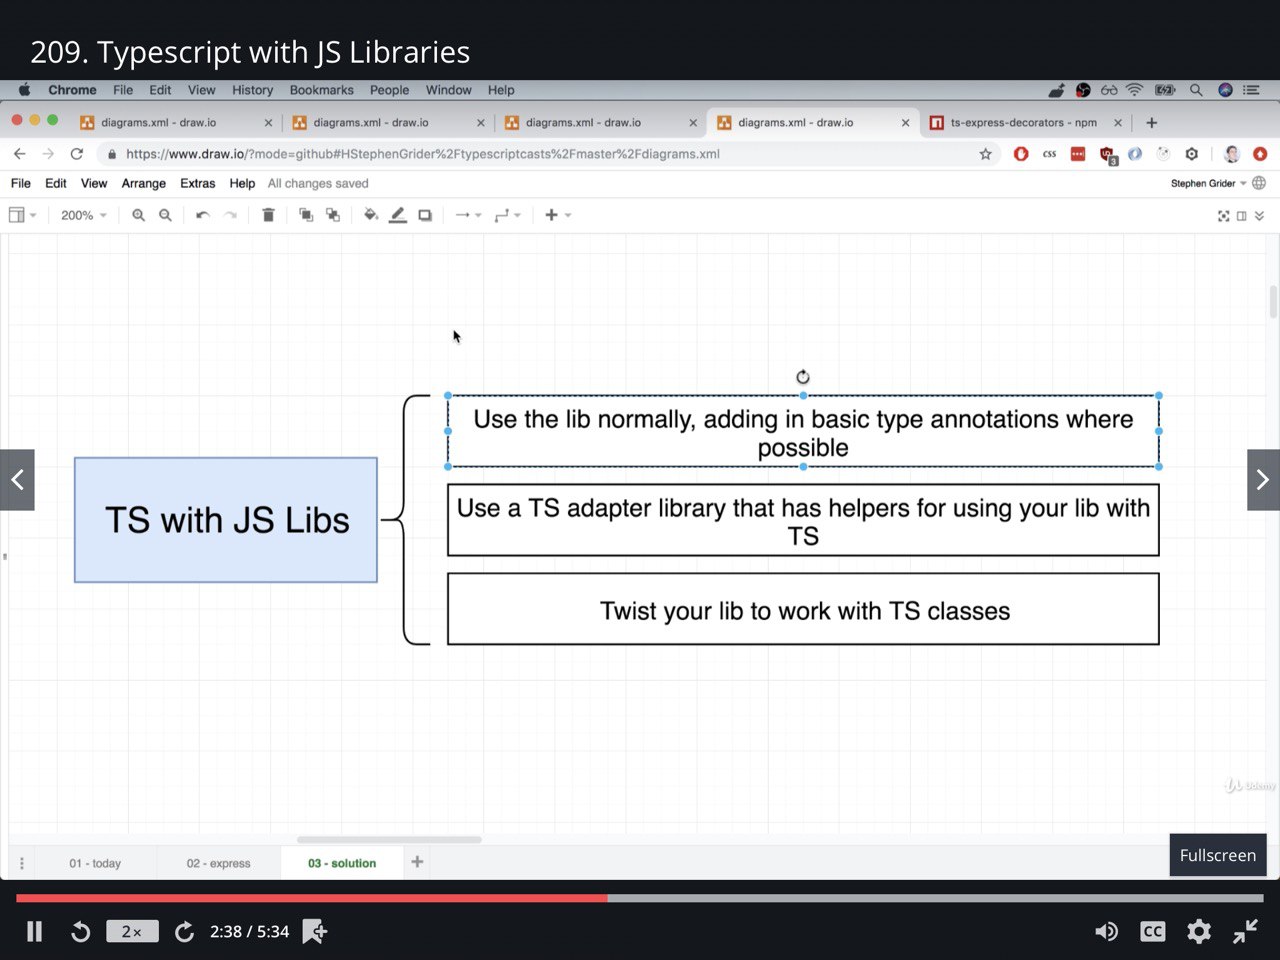 209. Typescript with JS Libraries
Chrome File Edit View History Bookmarks People Window Help
diagrams.xml - draw.io
diagrams.xml - draw.io
diagrams.xml - draw.io
diagrams.xml - draw.io
ts-express-decorators - npm
https://www.draw.io/?mode=github#HStephenGrider%2Ftypescriptcasts%2Fmaster%2Fdiagrams.xml
CSS
3
File Edit View Arrange Extras Help All changes saved
Stephen Grider
200%
Use the lib normally, adding in basic type annotations where
possible
TS with JS Libs
Use a TS adapter library that has helpers for using your lib with
TS
Twist your lib to work with TS classes
Udemy
01 - today
02 - express
03 - solution
Fullscreen
2x
2:38 / 5:34
CC